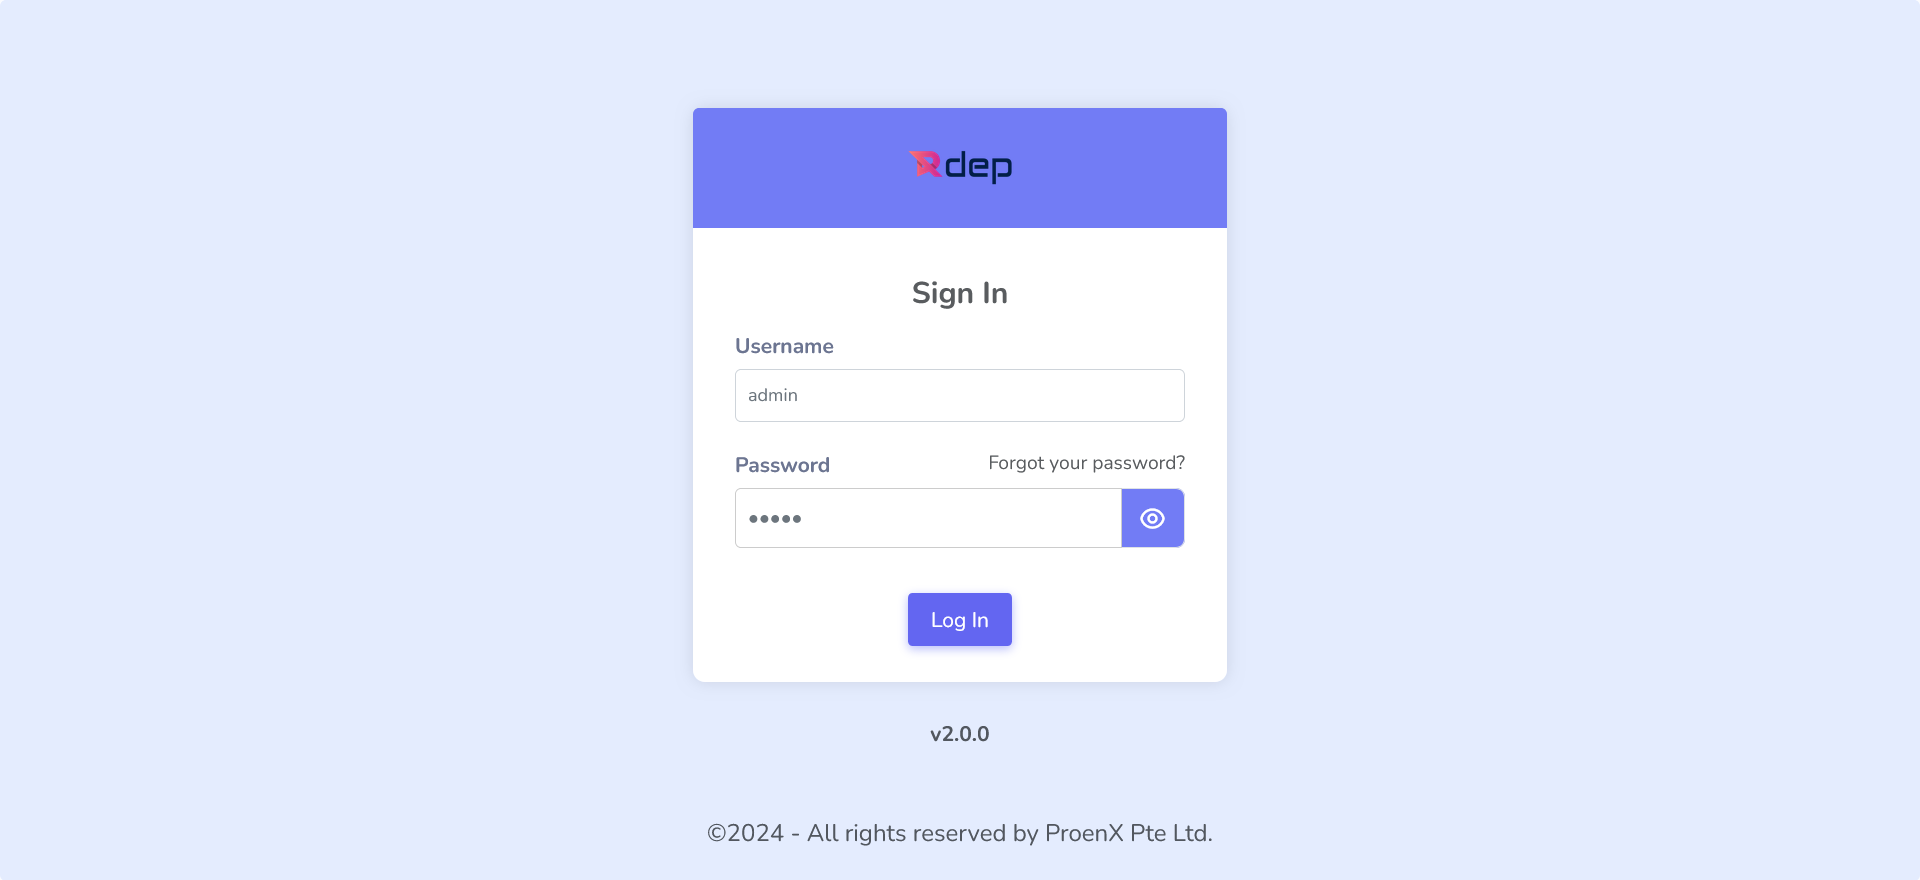 Rdep
Sign In
Username
admin
Password
Forgot your password?
•••••
Log In
v2.0.0
©2024 - All rights reserved by ProenX Pte Ltd.